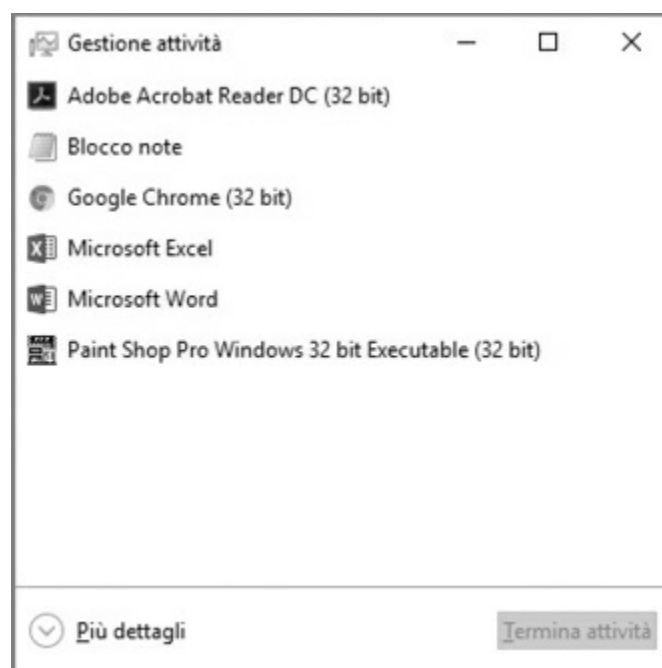 Gestione attività
Adobe Acrobat Reader DC (32 bit)
Blocco note
Google Chrome (32 bit)
Microsoft Excel
Microsoft Word
Paint Shop Pro Windows 32 bit Executable (32 bit)
Più dettagli
Termina attività